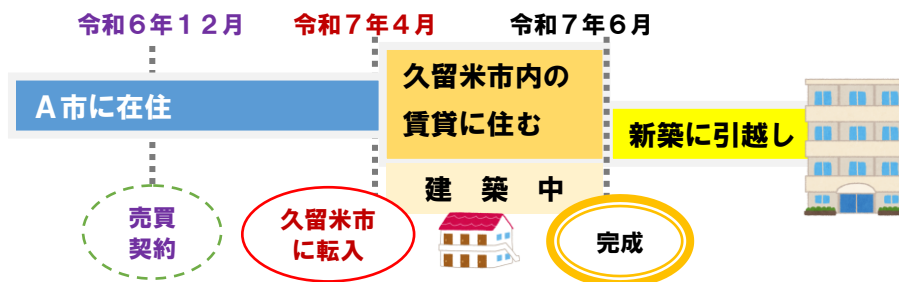 令和６年１２月
令和７年４月
令和７年６月
Ａ市に在住
久留米市内の
賃貸に住む
新築に引越し
建　築　中
売買
契約
久留米市
に転入
完成